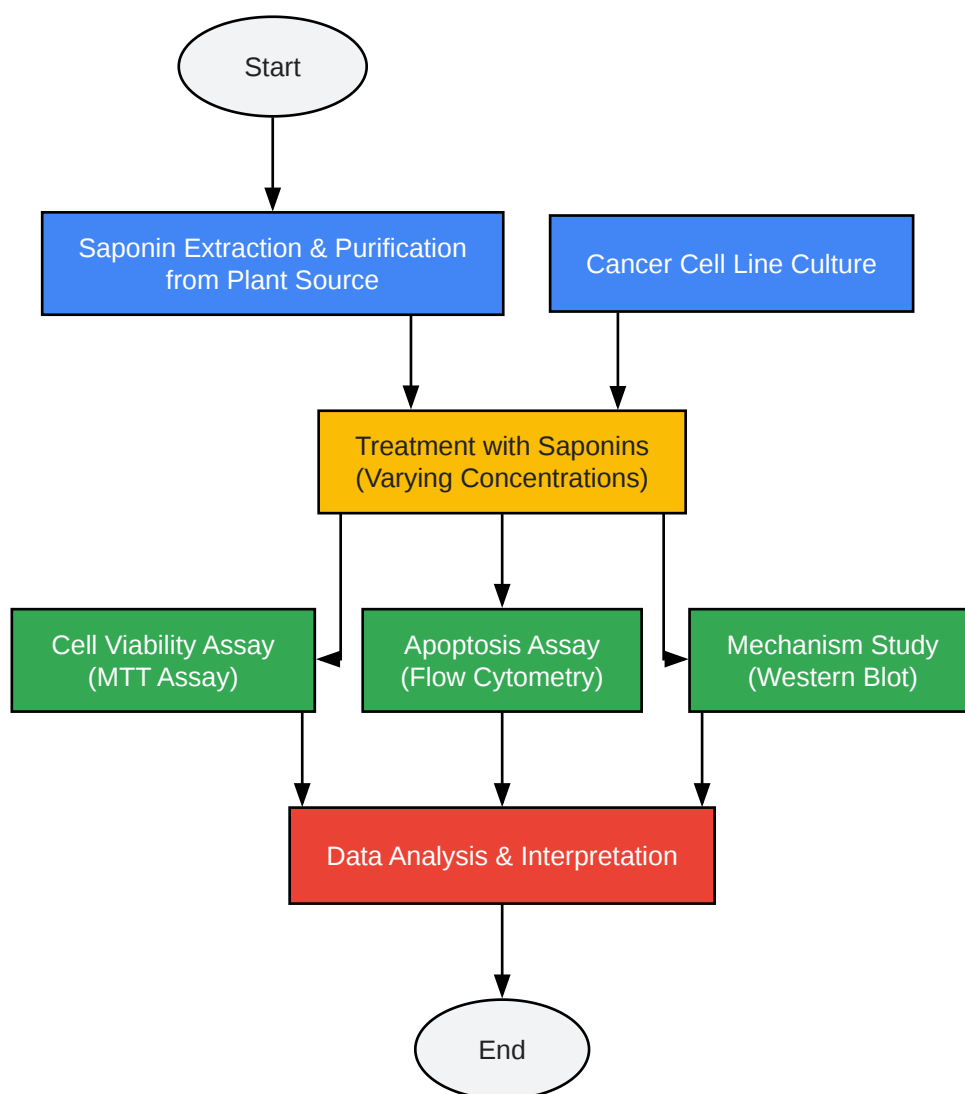 Start
Saponin Extraction & Purification
from Plant Source
Cancer Cell Line Culture
Treatment with Saponins
(Varying Concentrations)
Cell Viability Assay
(MTT Assay)
Apoptosis Assay
(Flow Cytometry)
Mechanism Study
(Western Blot)
Data Analysis & Interpretation
End